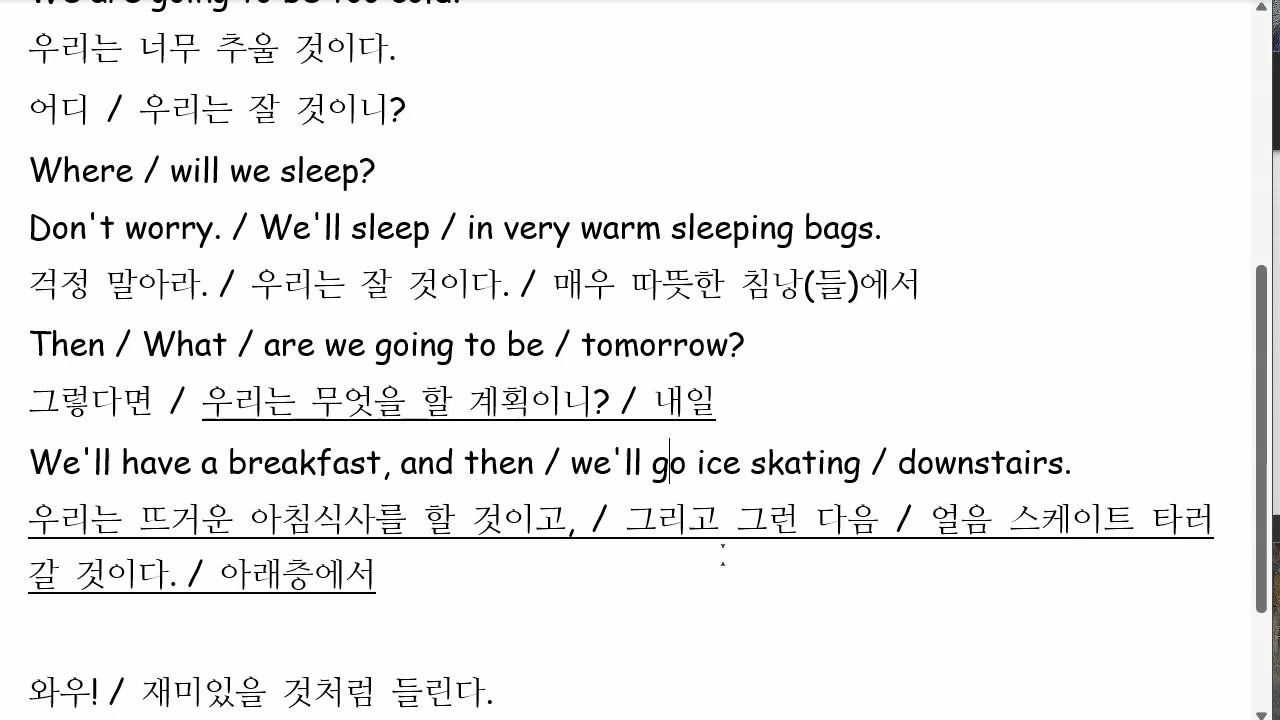 We are going to be too cold.
우리는 너무 추울 것이다.
어디 / 우리는 잘 것이니?
Where / will we sleep?
Don't worry. / We'll sleep / in very warm sleeping bags.
걱정 말아라. / 우리는 잘 것이다. / 매우 따뜻한 침낭(들)에서
Then / What / are we going to be / tomorrow?
그렇다면 / 우리는 무엇을 할 계획이니? / 내일
We'll have a breakfast, and then / we'll go ice skating / downstairs.
우리는 뜨거운 아침식사를 할 것이고, / 그리고 그런 다음 / 얼음 스케이트 타러
갈 것이다. / 아래층에서
와우! / 재미있을 것처럼 들린다.